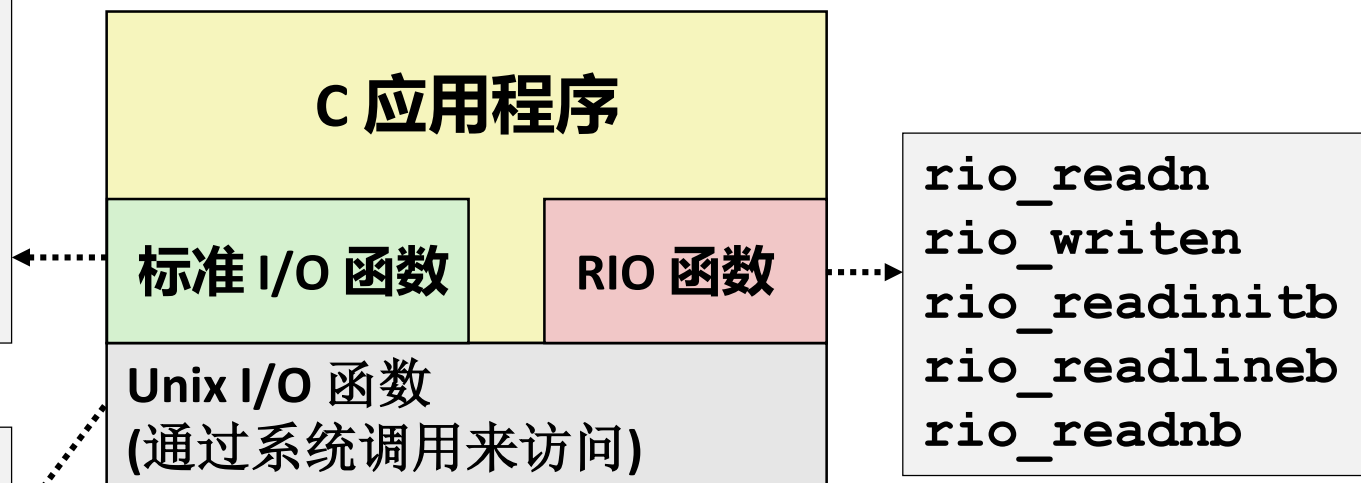 C 应用程序
标准 I/O 函数
RIO 函数
Unix I/O 函数
(通过系统调用来访问)
rio_readn
rio_writen
rio_readinitb
rio_readlineb
rio_readnb